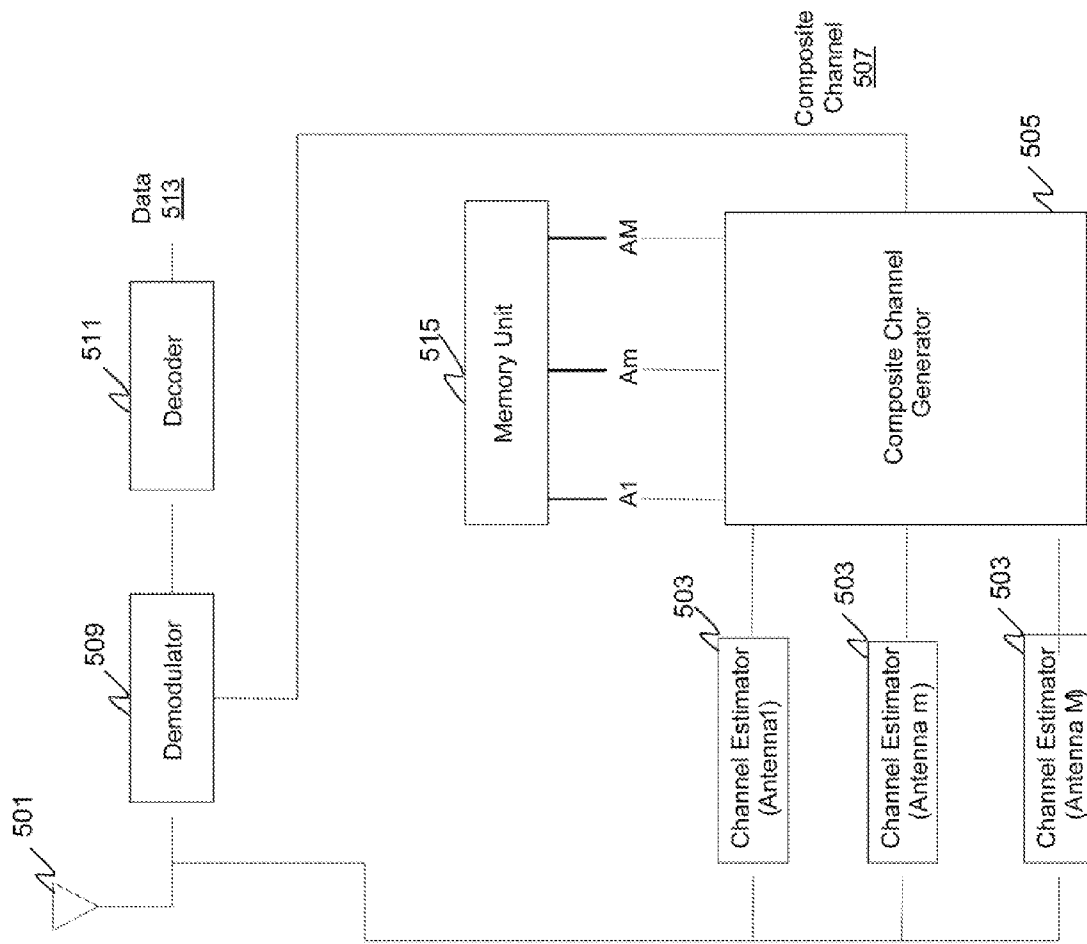 501
509
Demodulator
511
Decoder
Data
513
515
Memory Unit
A1
Am
AM
Composite
Channel
507
503
Channel Estimator
(Antenna1)
503
Channel Estimator
(Antenna m)
503
Channel Estimator
(Antenna M)
Composite Channel
Generator
505